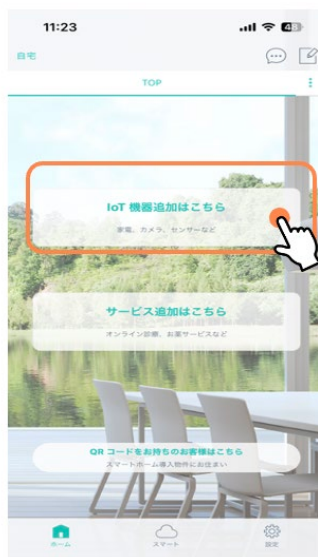 11:23
48
自宅
TOP
IoT 機器追加はこちら
家電、カメラ、センサーなど
サービス追加はこちら
オンライン診療、お薬サービスなど
QR コードをお持ちのお客様はこちら
スマートホーム導入物件にお住まい
ホーム
スマート
設定